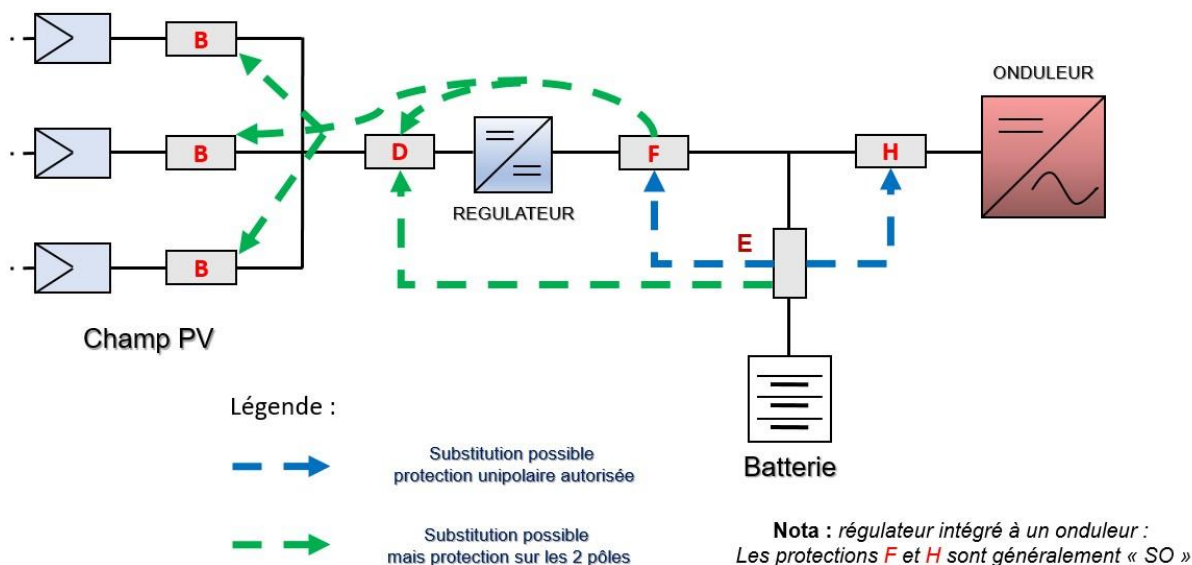 B
ONDULEUR
B
D
F
H
REGULATEUR
E
B
Champ PV
Légende :
Batterie
Substitution possible
protection unipolaire autorisée
Substitution possible
mais protection sur les 2 pôles
Nota : régulateur intégré à un onduleur :
Les protections F et H sont généralement « SO »